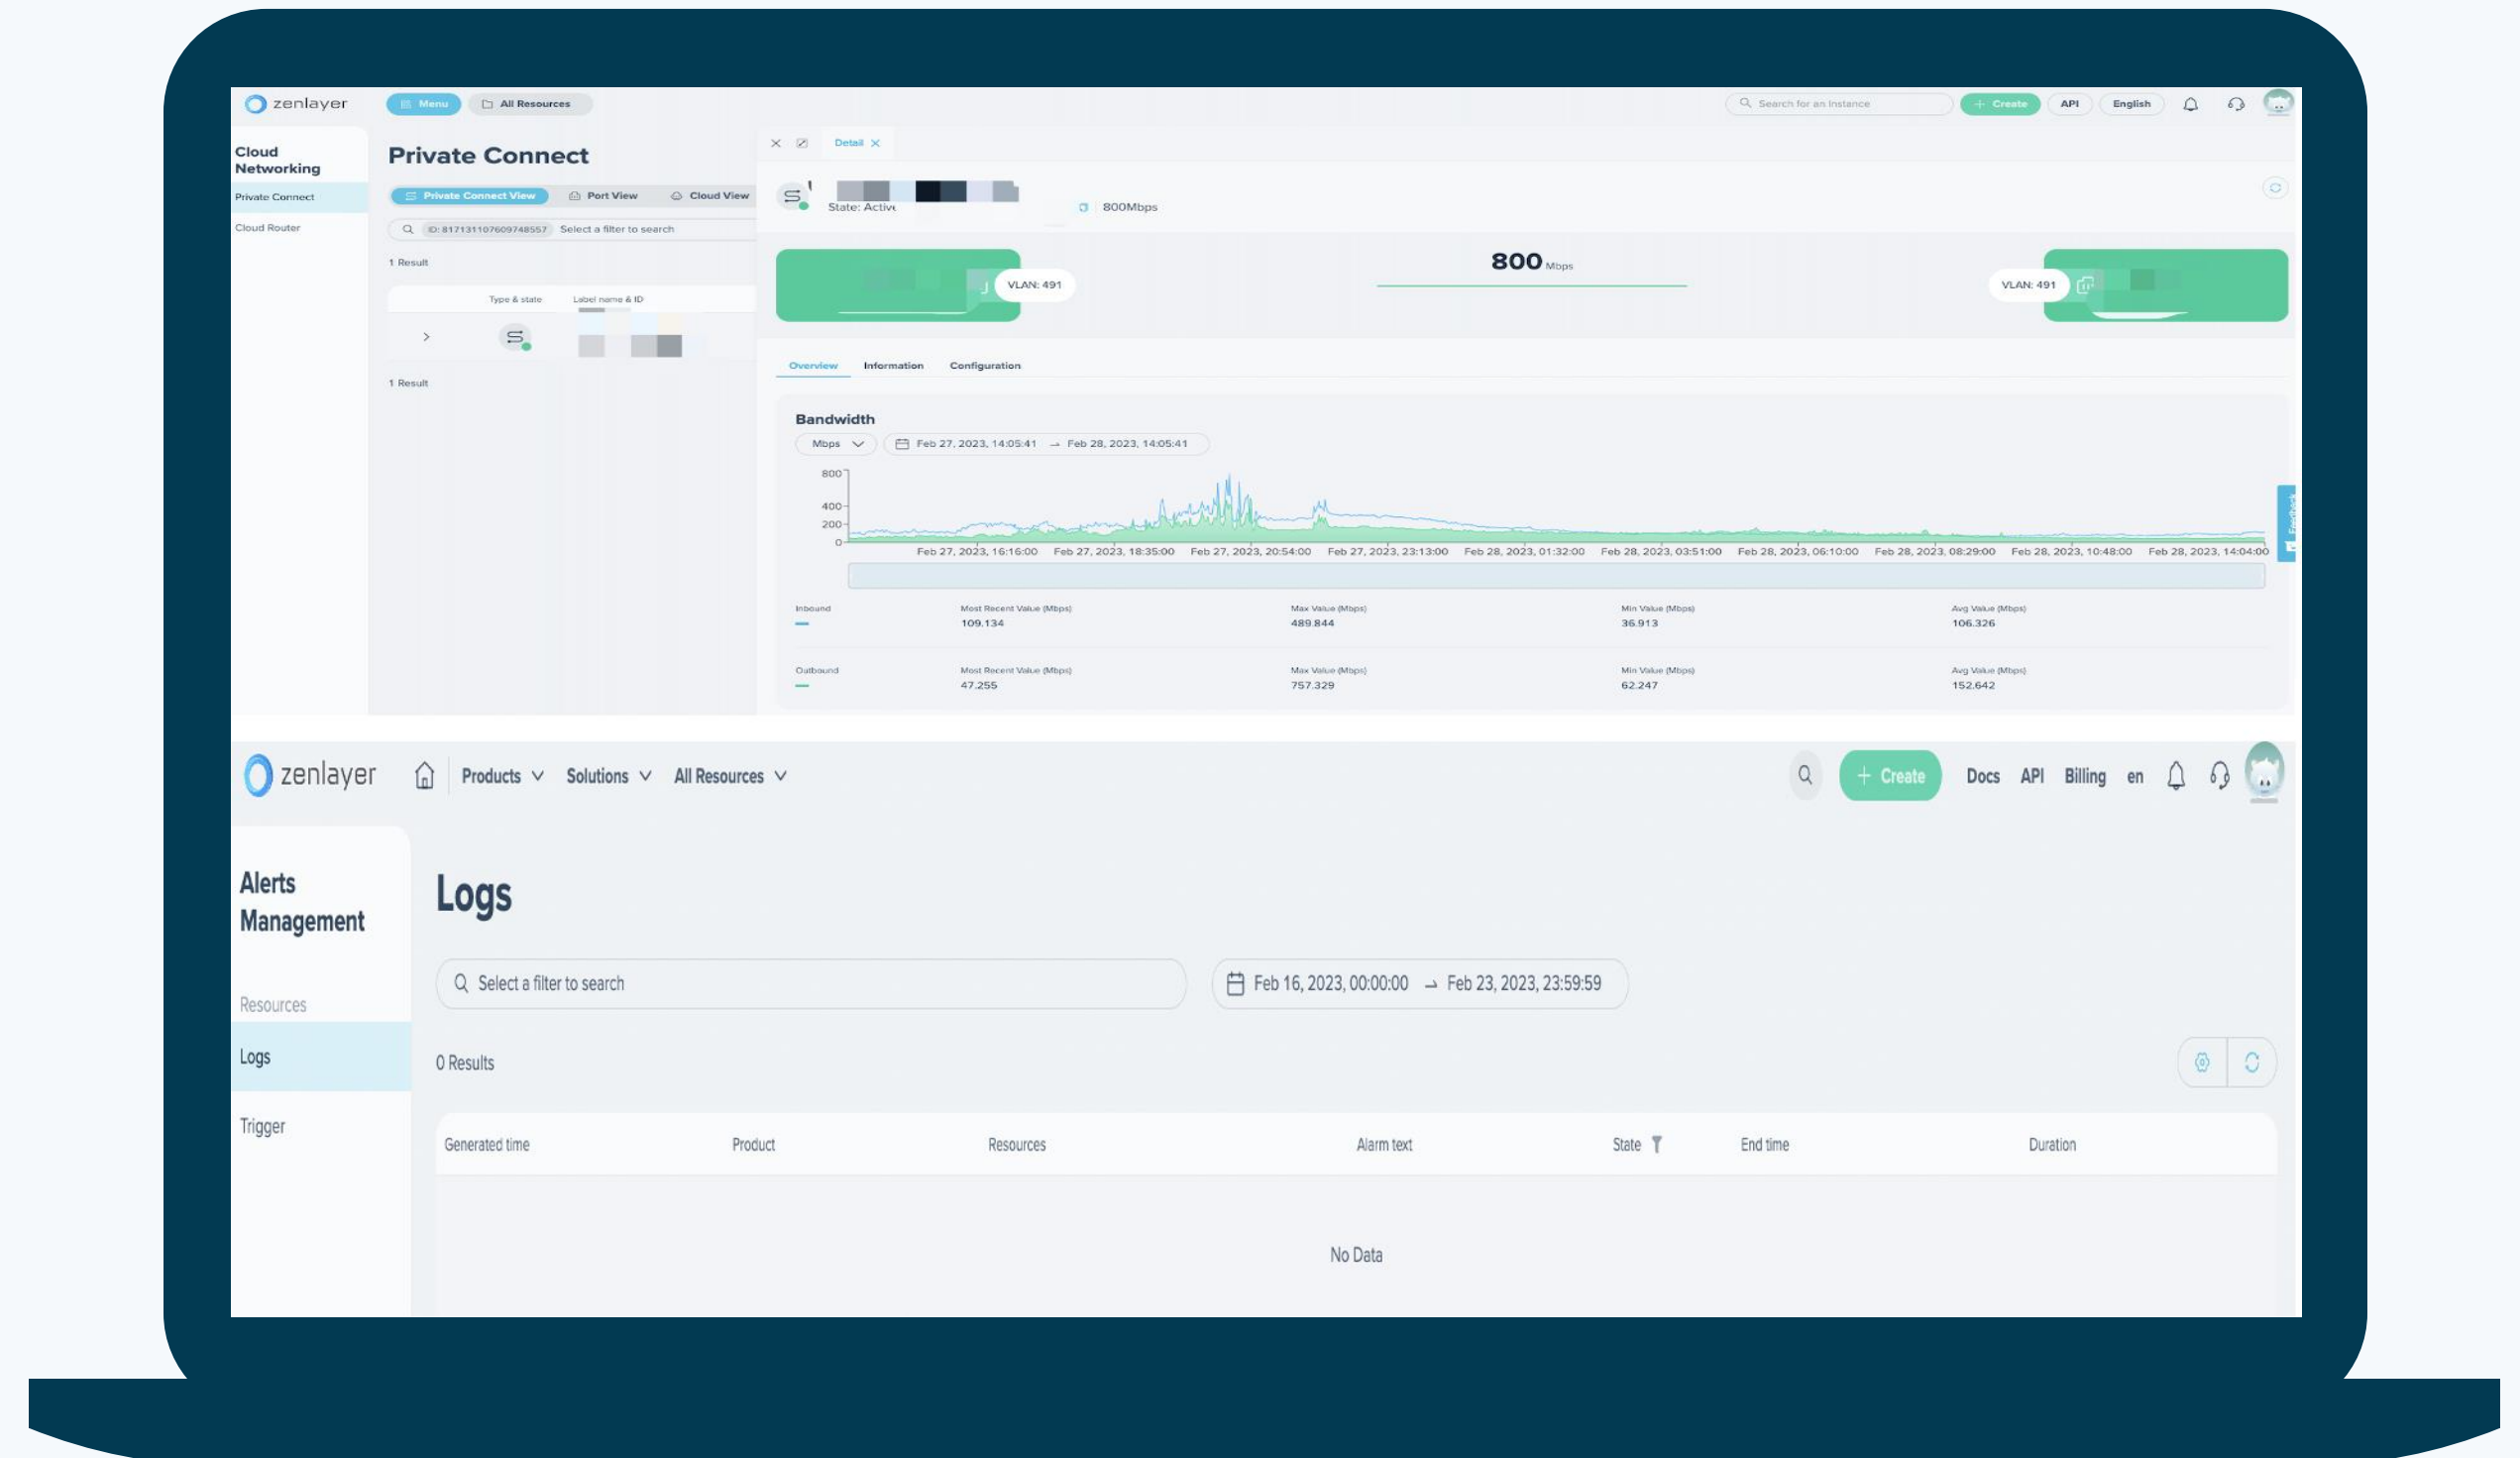 zenlayer
Menu
All Resources
Search for an Instance
+ Create
API
English
Cloud
Networking
Private Connect
Cloud Router
Private Connect
Private Connect View
Port View
Cloud View
ID: 817131107609748557
Select a filter to search
1 Result
Type & state
Label name & ID
1 Result
Detail
State: Active
800Mbps
VLAN: 491
800 Mbps
VLAN: 491
Overview
Information
Configuration
Bandwidth
Mbps
Feb 27, 2023, 14:05:41 → Feb 28, 2023, 14:05:41
800
400
200
0
Feb 27, 2023, 16:16:00
Feb 27, 2023, 18:35:00
Feb 27, 2023, 20:54:00
Feb 27, 2023, 23:13:00
Feb 28, 2023, 01:32:00
Feb 28, 2023, 03:51:00
Feb 28, 2023, 06:10:00
Feb 28, 2023, 08:29:00
Feb 28, 2023, 10:48:00
Feb 28, 2023, 14:04:00
Feedback
Inbound
Most Recent Value (Mbps)
109.134
Max Value (Mbps)
489.844
Min Value (Mbps)
36.913
Avg Value (Mbps)
106.326
Outbound
Most Recent Value (Mbps)
47.255
Max Value (Mbps)
757.329
Min Value (Mbps)
62.247
Avg Value (Mbps)
152.642
zenlayer
Products
Solutions
All Resources
+ Create
Docs
API
Billing
en
Alerts
Management
Resources
Logs
Trigger
Logs
Select a filter to search
Feb 16, 2023, 00:00:00 → Feb 23, 2023, 23:59:59
0 Results
Generated time
Product
Resources
Alarm text
State
End time
Duration
No Data